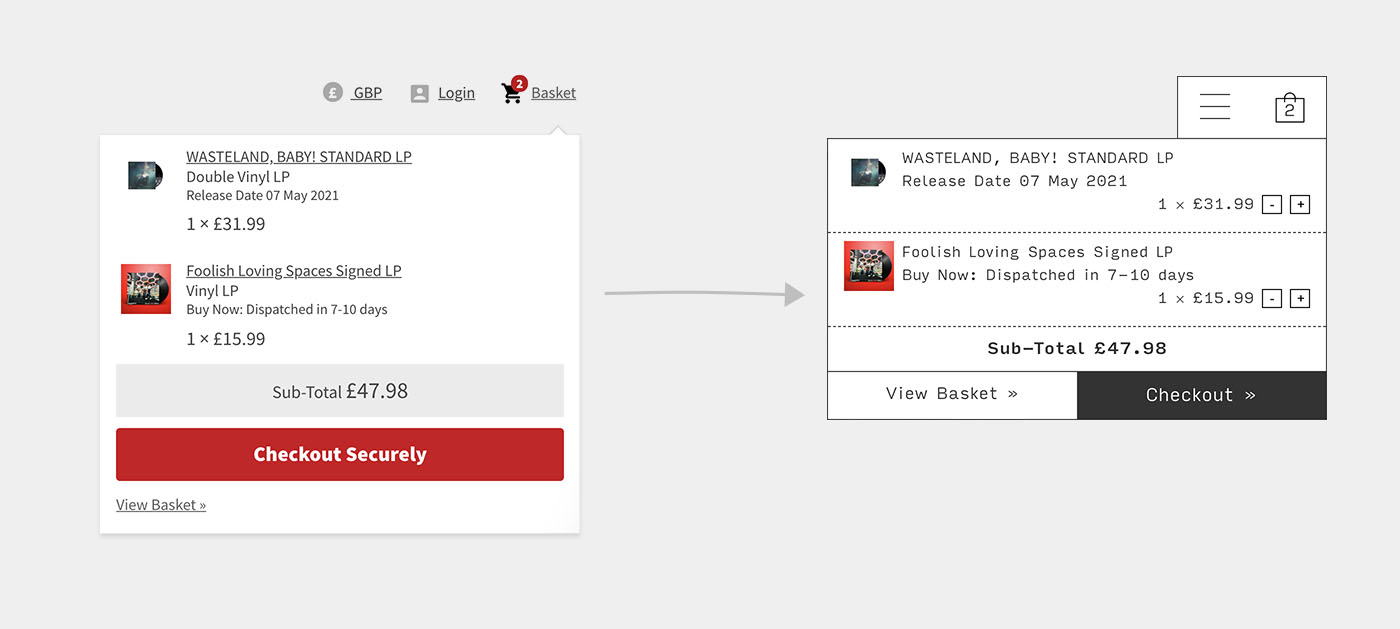 £ GBP Login 2 Basket
WASTELAND, BABY! STANDARD LP
Double Vinyl LP
Release Date 07 May 2021
1 × £31.99
Foolish Loving Spaces Signed LP
Vinyl LP
Buy Now: Dispatched in 7-10 days
1 × £15.99
Sub-Total £47.98
Checkout Securely
View Basket »
2
WASTELAND, BABY! STANDARD LP
Release Date 07 May 2021
1 × £31.99 - +
Foolish Loving Spaces Signed LP
Buy Now: Dispatched in 7-10 days
1 × £15.99 - +
Sub-Total £47.98
View Basket » Checkout »